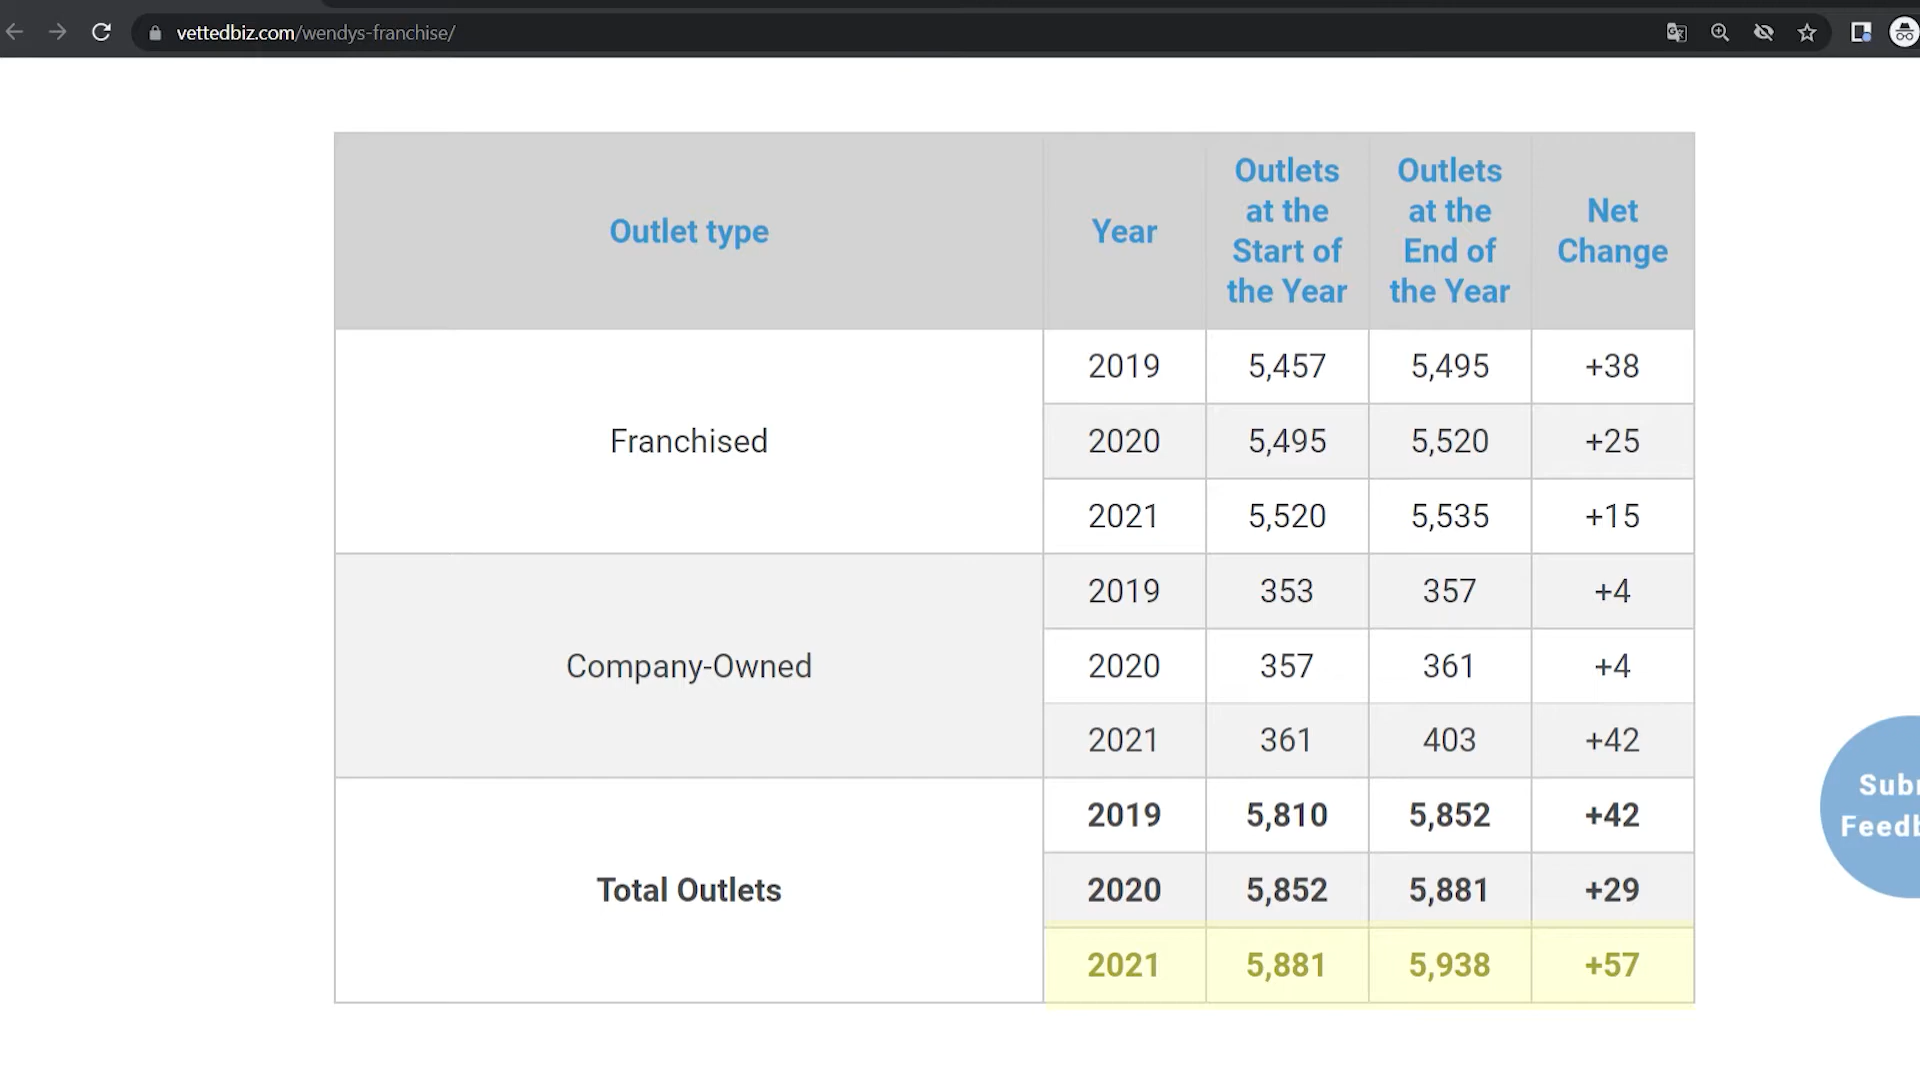 vettedbiz.com/wendys-franchise/
Outlet type
Year
Outlets
at the
Start of
the Year
Outlets
at the
End of
the Year
Net
Change
Franchised
2019 5,457 5,495 +38
2020 5,495 5,520 +25
2021 5,520 5,535 +15
Company-Owned
2019 353 357 +4
2020 357 361 +4
2021 361 403 +42
Total Outlets
2019 5,810 5,852 +42
2020 5,852 5,881 +29
2021 5,881 5,938 +57